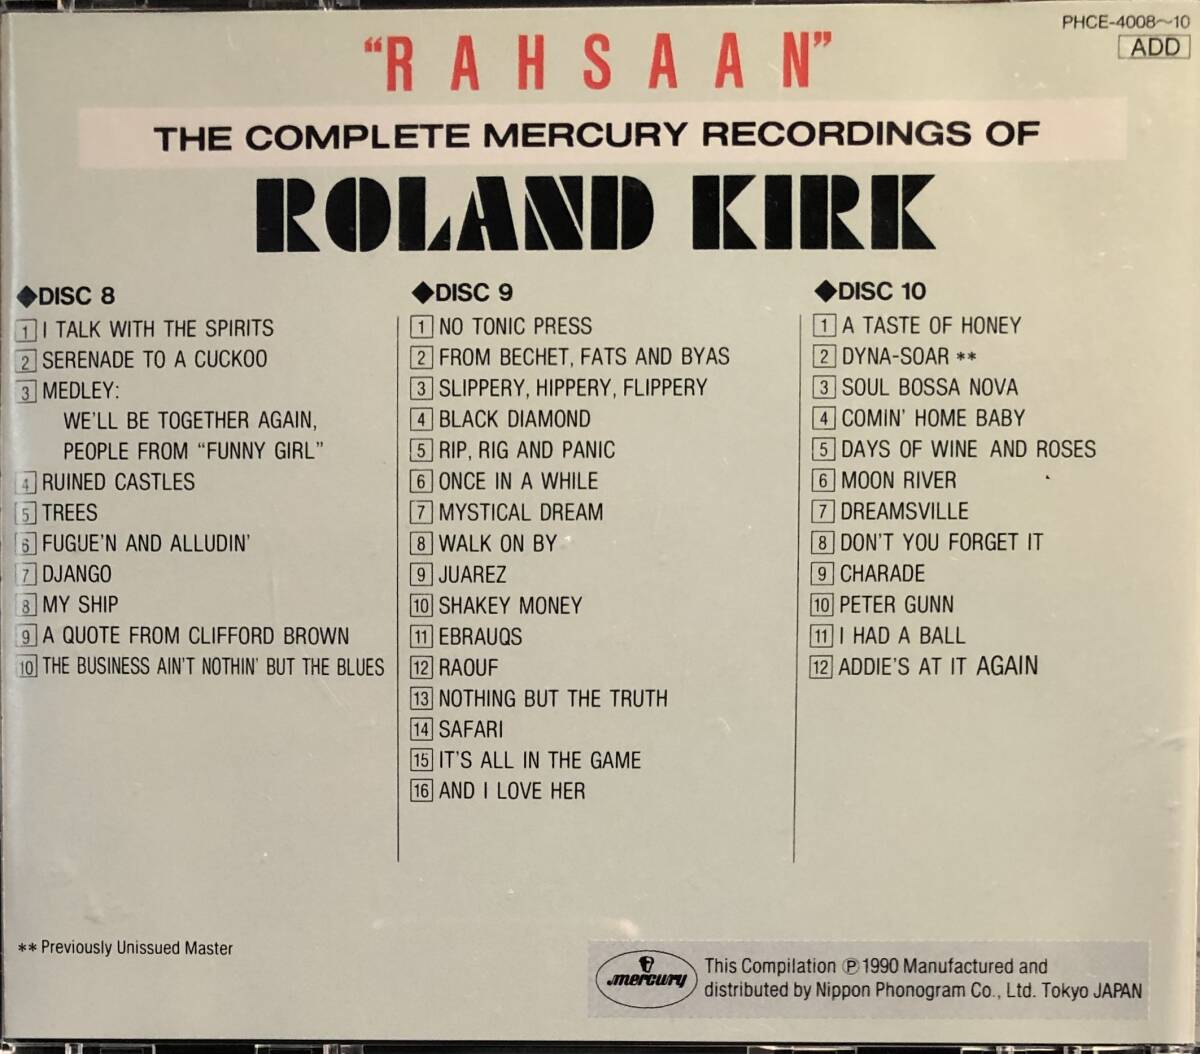 PHCE-4008～10
ADD
"RAHSAAN"
THE COMPLETE MERCURY RECORDINGS OF
ROLAND KIRK
◆DISC 8
1 I TALK WITH THE SPIRITS
2 SERENADE TO A CUCKOO
3 MEDLEY:
WE'LL BE TOGETHER AGAIN,
PEOPLE FROM "FUNNY GIRL"
4 RUINED CASTLES
5 TREES
6 FUGUE'N AND ALLUDIN'
7 DJANGO
8 MY SHIP
9 A QUOTE FROM CLIFFORD BROWN
10 THE BUSINESS AIN'T NOTHIN' BUT THE BLUES
◆DISC 9
1 NO TONIC PRESS
2 FROM BECHET, FATS AND BYAS
3 SLIPPERY, HIPPERY, FLIPPERY
4 BLACK DIAMOND
5 RIP, RIG AND PANIC
6 ONCE IN A WHILE
7 MYSTICAL DREAM
8 WALK ON BY
9 JUAREZ
10 SHAKEY MONEY
11 EBRAUQS
12 RAOUF
13 NOTHING BUT THE TRUTH
14 SAFARI
15 IT'S ALL IN THE GAME
16 AND I LOVE HER
◆DISC 10
1 A TASTE OF HONEY
2 DYNA-SOAR **
3 SOUL BOSSA NOVA
4 COMIN' HOME BABY
5 DAYS OF WINE AND ROSES
6 MOON RIVER
7 DREAMSVILLE
8 DON'T YOU FORGET IT
9 CHARADE
10 PETER GUNN
11 I HAD A BALL
12 ADDIE'S AT IT AGAIN
** Previously Unissued Master
mercury
This Compilation ℗ 1990 Manufactured and
distributed by Nippon Phonogram Co., Ltd. Tokyo JAPAN